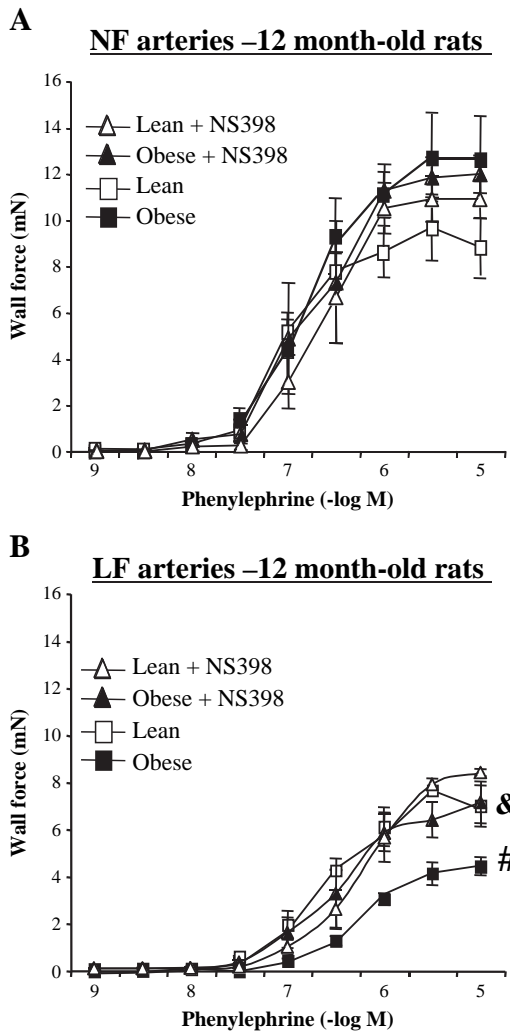 A
NF arteries –12 month-old rats
16
14
12
10
8
6
4
2
0
Wall force (mN)
Lean + NS398
Obese + NS398
Lean
Obese
9 8 7 6 5
Phenylephrine (-log M)
B
LF arteries –12 month-old rats
16
14
12
10
8
6
4
2
0
Wall force (mN)
Lean + NS398
Obese + NS398
Lean
Obese
&
#
9 8 7 6 5
Phenylephrine (-log M)